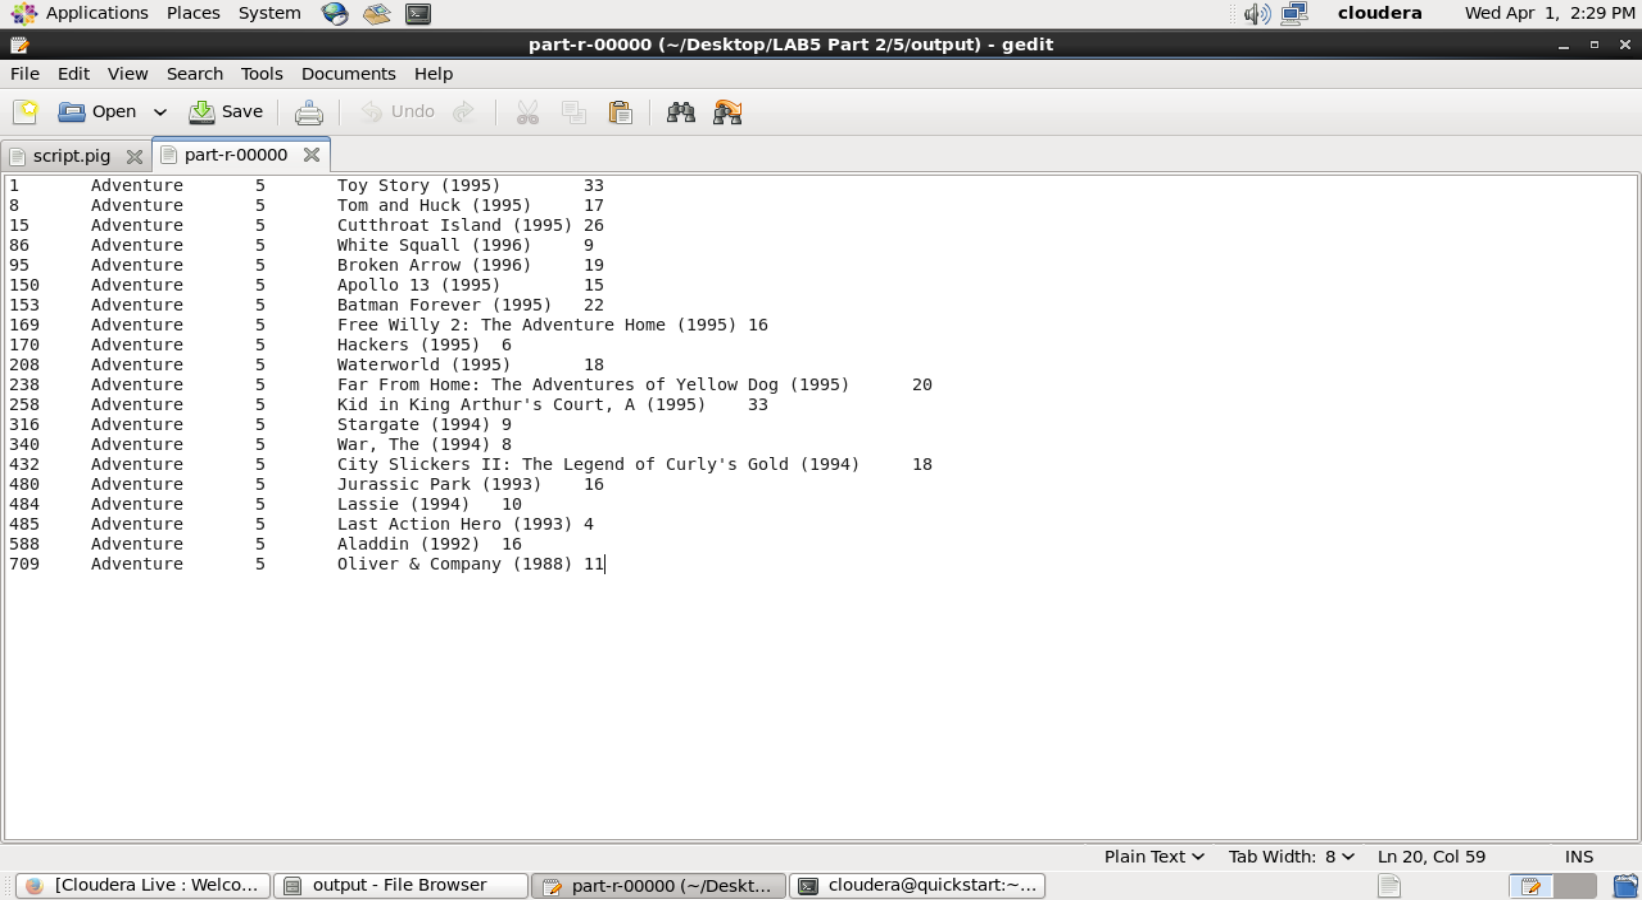 Applications Places System cloudera Wed Apr 1, 2:29 PM
part-r-00000 (~/Desktop/LAB5 Part 2/5/output) - gedit
File Edit View Search Tools Documents Help
Open Save Undo
script.pig part-r-00000
1 Adventure 5 Toy Story (1995) 33
8 Adventure 5 Tom and Huck (1995) 17
15 Adventure 5 Cutthroat Island (1995) 26
86 Adventure 5 White Squall (1996) 9
95 Adventure 5 Broken Arrow (1996) 19
150 Adventure 5 Apollo 13 (1995) 15
153 Adventure 5 Batman Forever (1995) 22
169 Adventure 5 Free Willy 2: The Adventure Home (1995) 16
170 Adventure 5 Hackers (1995) 6
208 Adventure 5 Waterworld (1995) 18
238 Adventure 5 Far From Home: The Adventures of Yellow Dog (1995) 20
258 Adventure 5 Kid in King Arthur's Court, A (1995) 33
316 Adventure 5 Stargate (1994) 9
340 Adventure 5 War, The (1994) 8
432 Adventure 5 City Slickers II: The Legend of Curly's Gold (1994) 18
480 Adventure 5 Jurassic Park (1993) 16
484 Adventure 5 Lassie (1994) 10
485 Adventure 5 Last Action Hero (1993) 4
588 Adventure 5 Aladdin (1992) 16
709 Adventure 5 Oliver & Company (1988) 11
Plain Text Tab Width: 8 Ln 20, Col 59 INS
[Cloudera Live : Welco... output - File Browser part-r-00000 (~/Deskt... cloudera@quickstart:~...